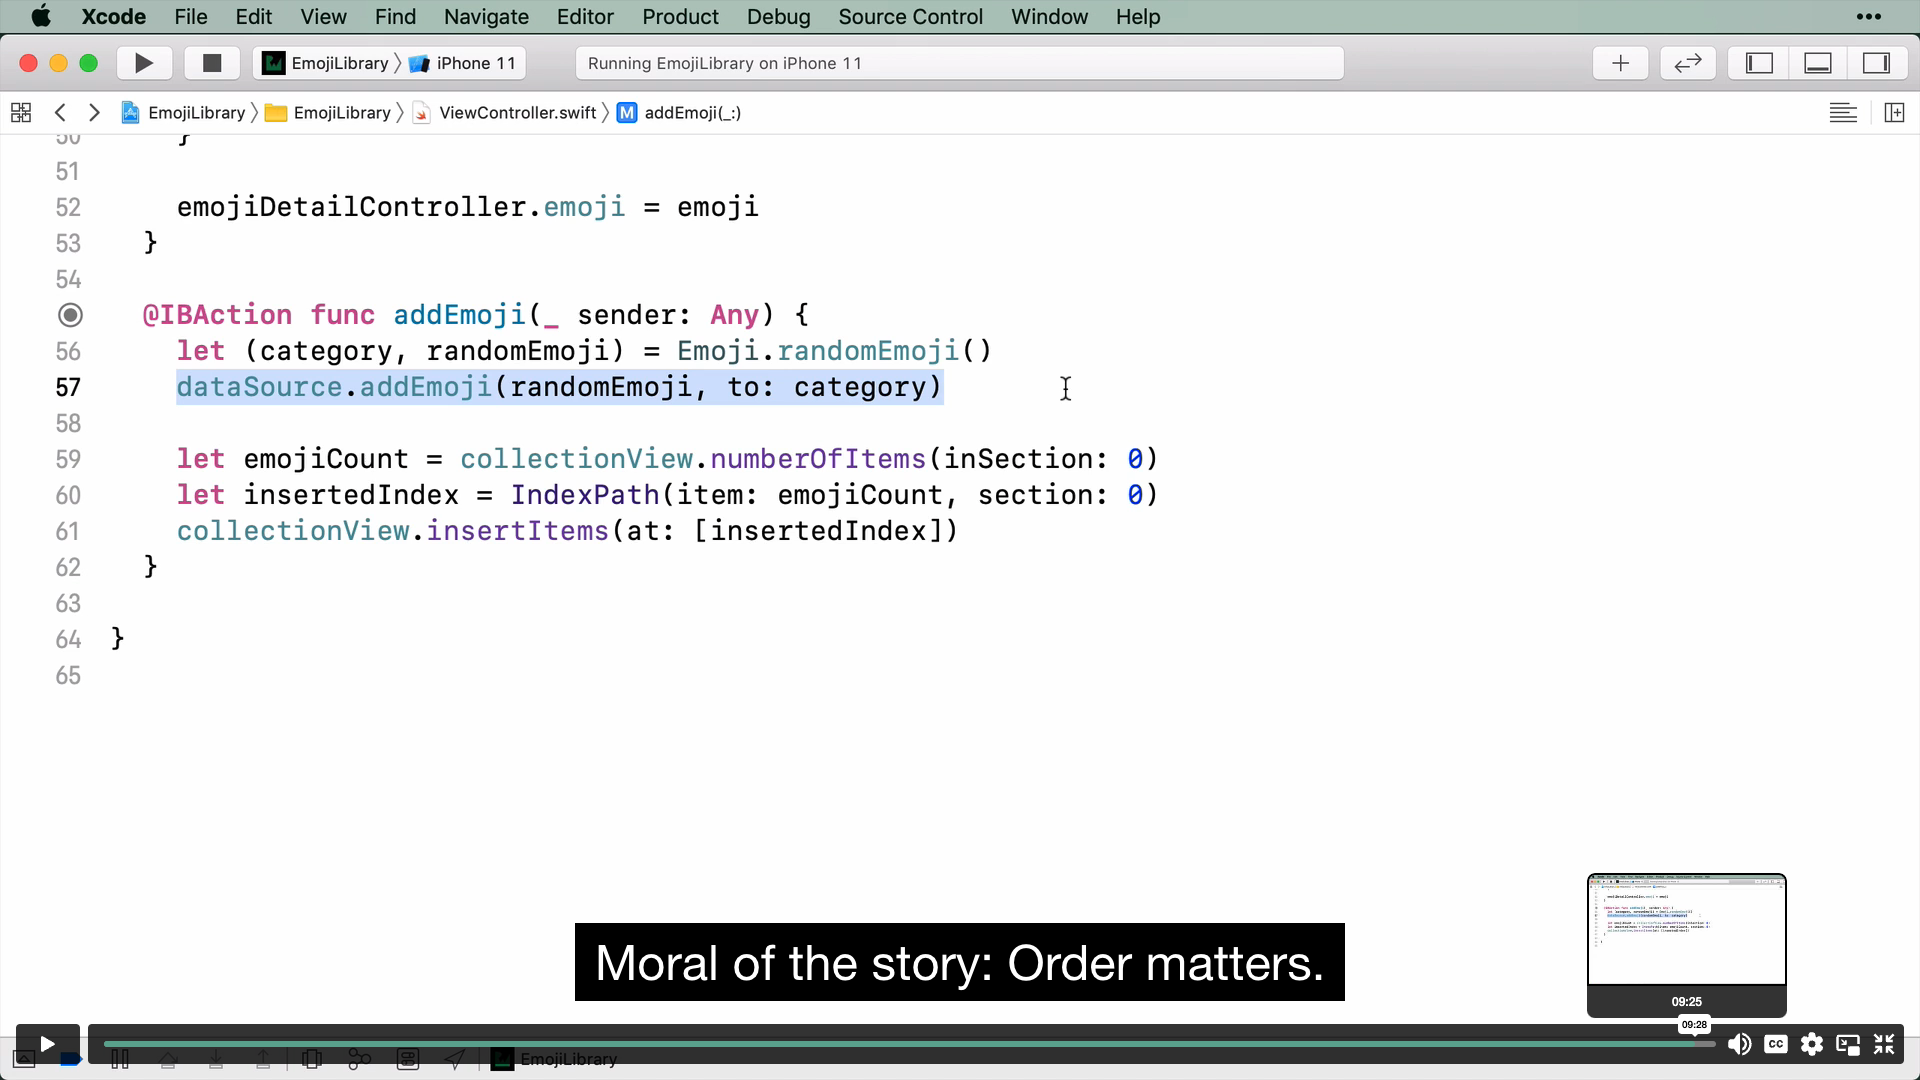 Xcode File Edit View Find Navigate Editor Product Debug Source Control Window Help •••
EmojiLibrary 〉 iPhone 11 Running EmojiLibrary on iPhone 11
EmojiLibrary 〉 EmojiLibrary 〉 ViewController.swift 〉 M addEmoji(_:)
50 }
51
52 emojiDetailController.emoji = emoji
53 }
54
@IBAction func addEmoji(_ sender: Any) {
56 let (category, randomEmoji) = Emoji.randomEmoji()
57 dataSource.addEmoji(randomEmoji, to: category)
58
59 let emojiCount = collectionView.numberOfItems(inSection: 0)
60 let insertedIndex = IndexPath(item: emojiCount, section: 0)
61 collectionView.insertItems(at: [insertedIndex])
62 }
63
64 }
65
Moral of the story: Order matters.
09:25
09:28
CC
EmojiLibrary